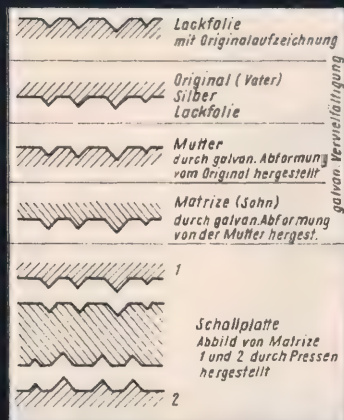 Lackfolie
mit Originalaufzeichnung
Original (Vater)
Silber
Lackfolie
Mutter
durch galvan. Abformung
vom Original hergestellt
Matrize (Sohn)
durch galvan. Abformung
von der Mutter hergest.
galvan. Vervielfältigung
1
Schallplatte
Abbild von Matrize
1 und 2 durch Pressen
hergestellt
2